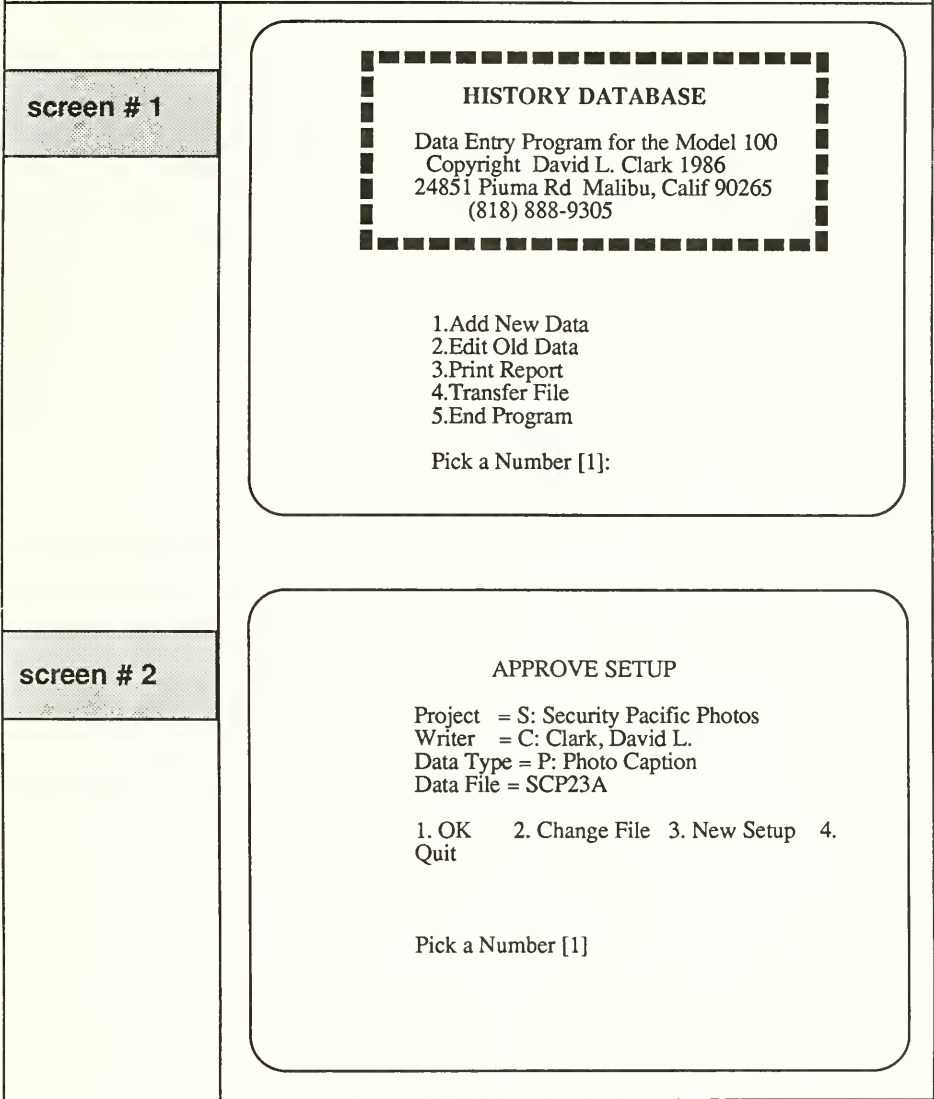 screen # 1
HISTORY DATABASE
Data Entry Program for the Model 100
Copyright David L. Clark 1986
24851 Piuma Rd Malibu, Calif 90265
(818) 888-9305
1.Add New Data
2.Edit Old Data
3.Print Report
4.Transfer File
5.End Program
Pick a Number [1]:
screen # 2
APPROVE SETUP
Project = S: Security Pacific Photos
Writer = C: Clark, David L.
Data Type = P: Photo Caption
Data File = SCP23A
1. OK 2. Change File 3. New Setup 4.
Quit
Pick a Number [1]